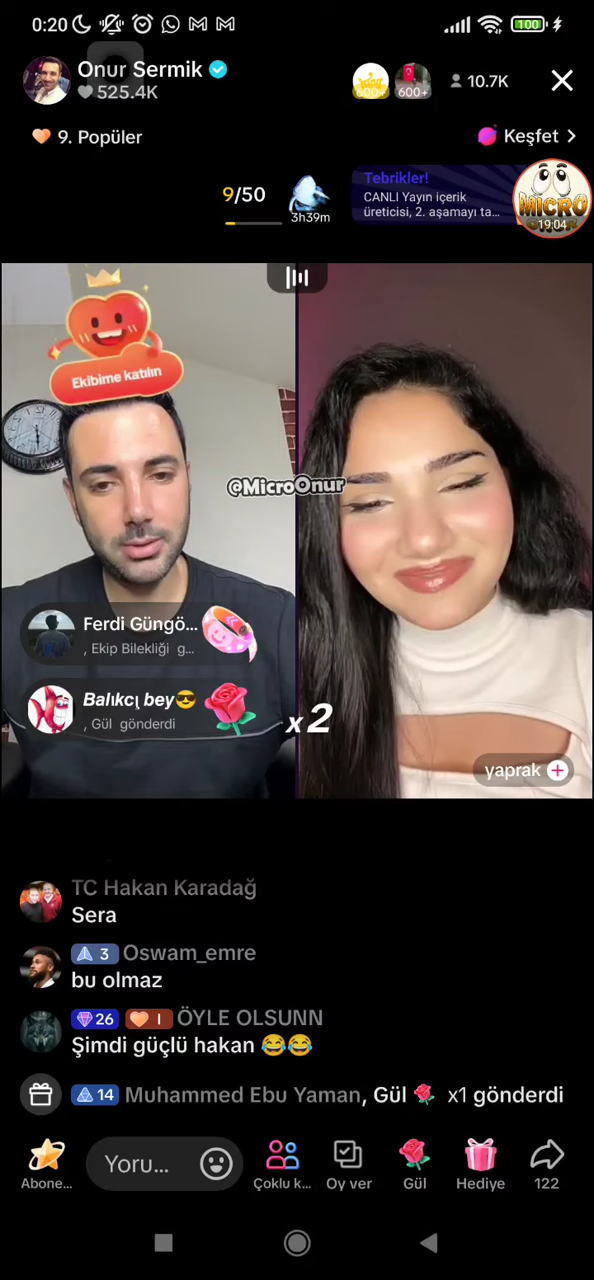 0:20
100
Onur Sermik
525.4K
600+
600+
10.7K
9. Popüler
Keşfet
9/50
3h39m
Tebrikler!
CANLI Yayın içerik
üreticisi, 2. aşamayı ta...
MICRO
19:04
Ekibime katılın
@MicroOnur
Ferdi Güngö...
, Ekip Bilekliği g...
Balıkcı bey😎
, Gül gönderdi
x2
yaprak
TC Hakan Karadağ
Sera
3 Oswam_emre
bu olmaz
26 I ÖYLE OLSUNN
Şimdi güçlü hakan 😂😂
14 Muhammed Ebu Yaman, Gül 🌹 x1 gönderdi
Yoru...
Abone...
Çoklu k...
Oy ver
Gül
Hediye
122